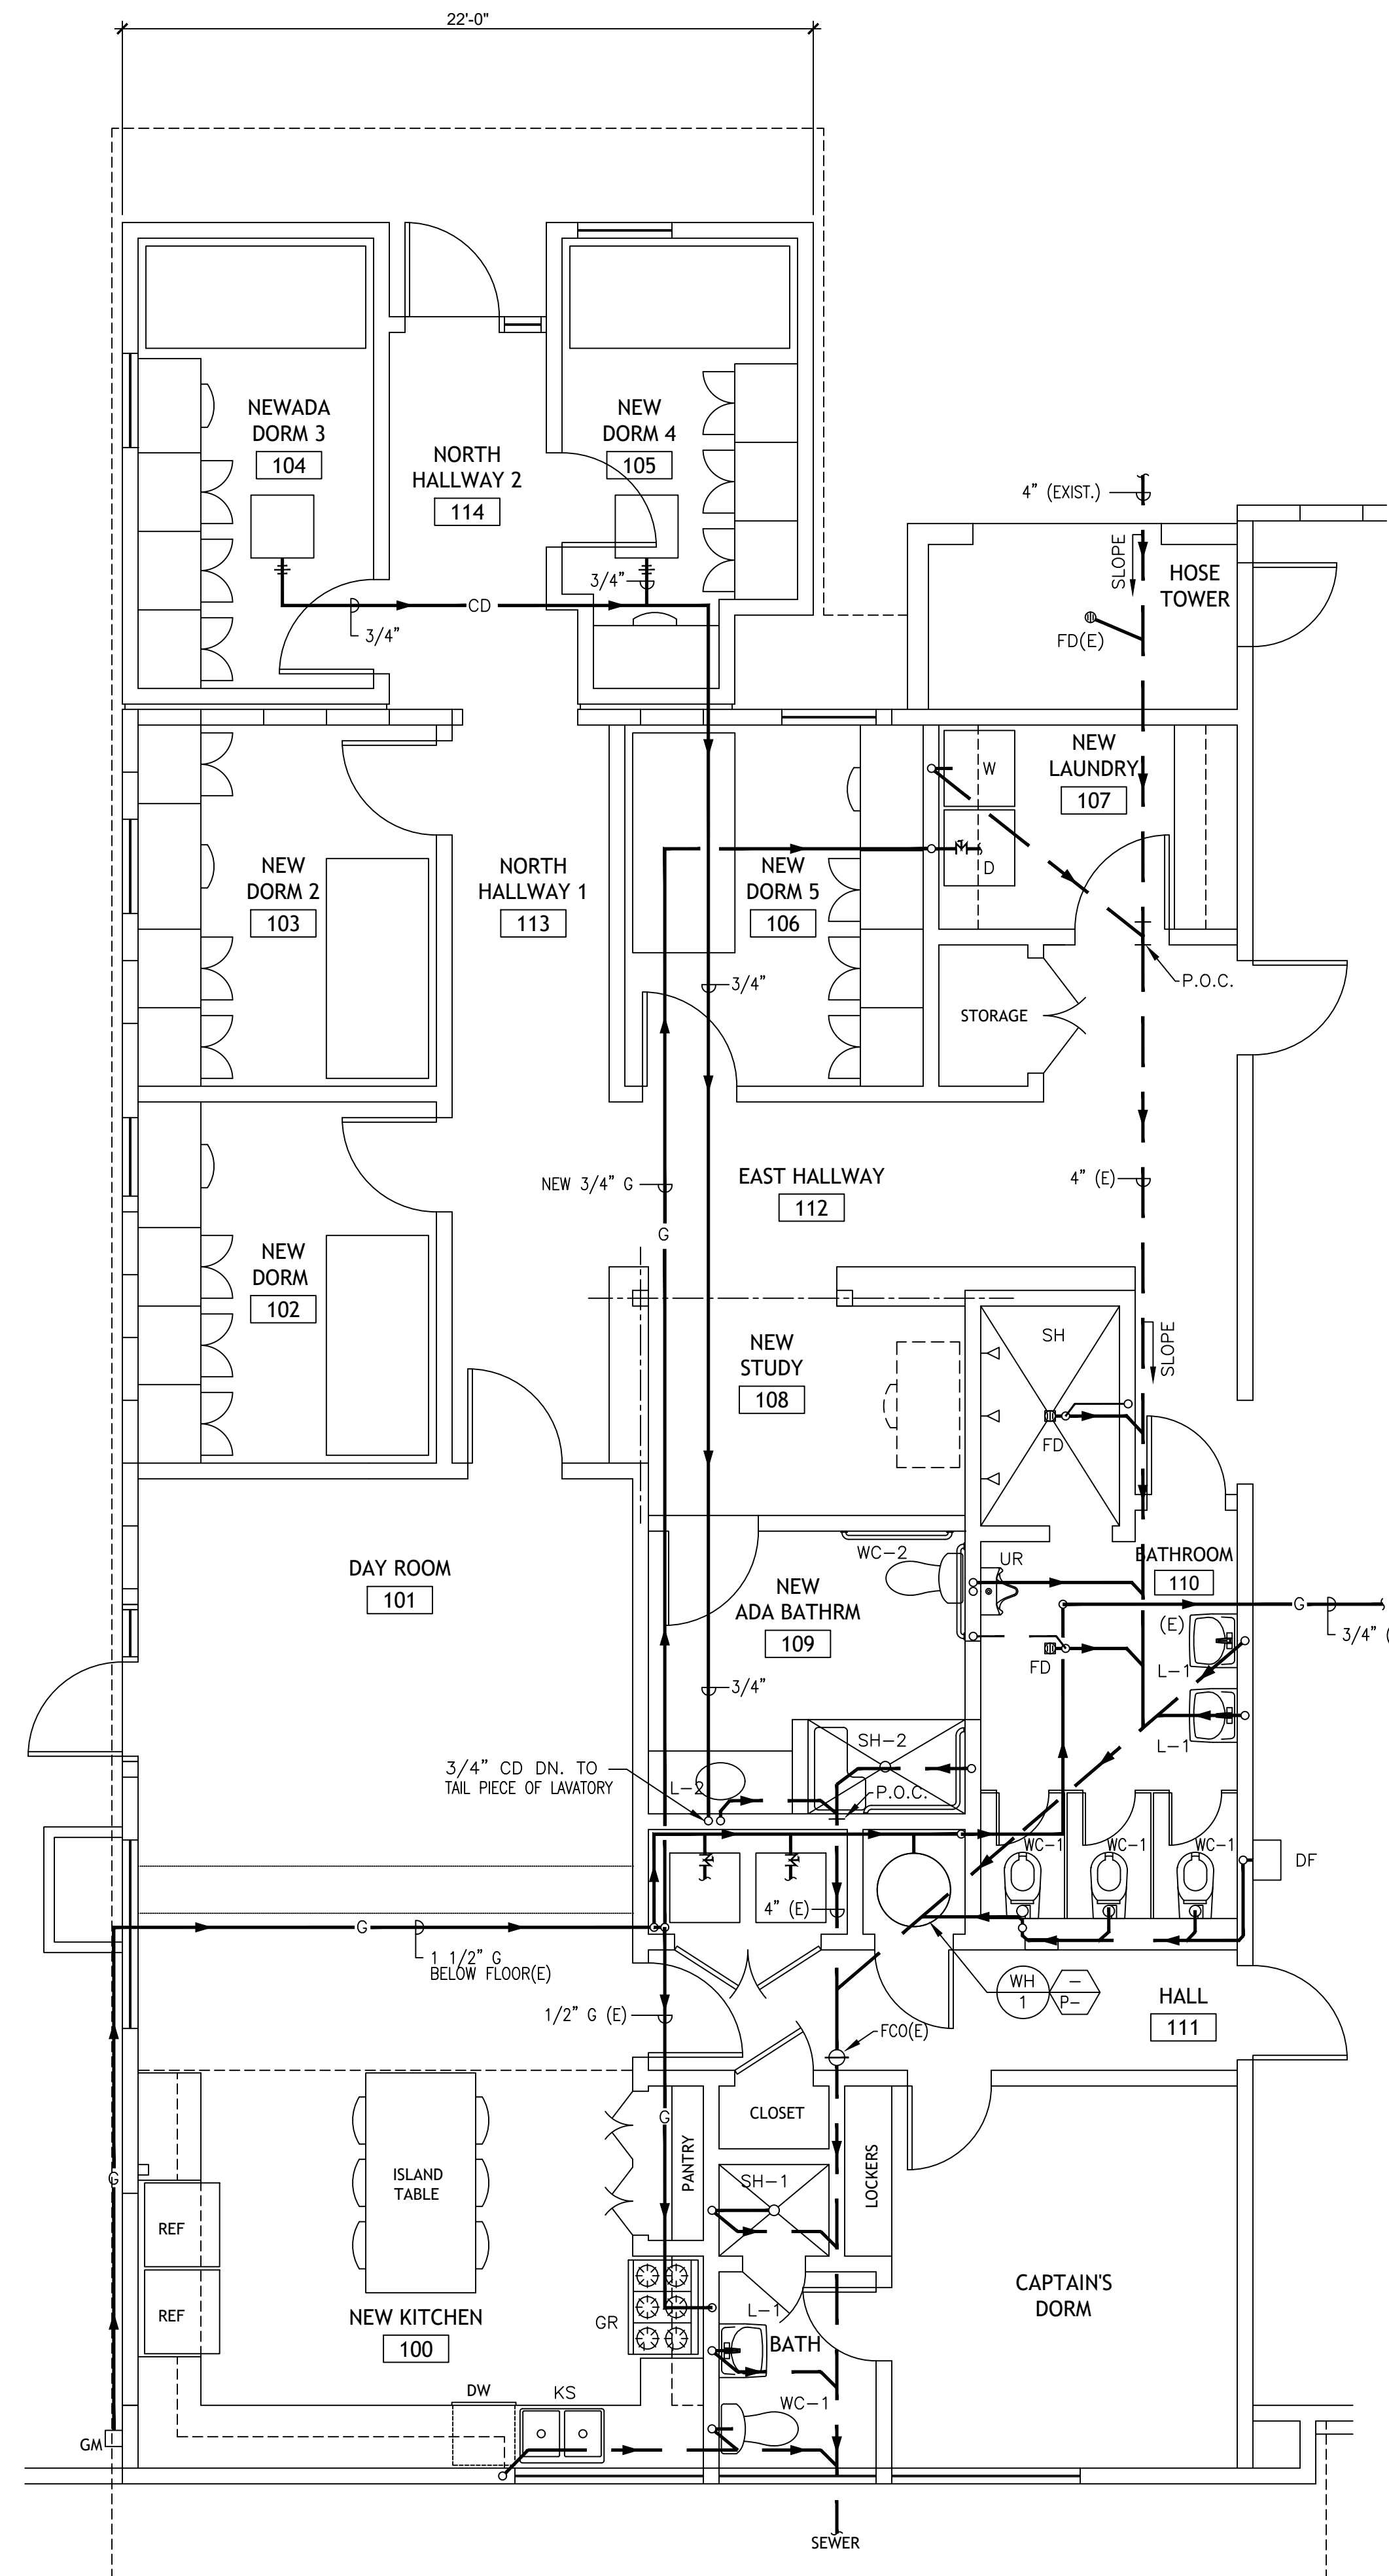 22'-0"
NEWADA
DORM 3
104
NEW
DORM 4
105
NORTH
HALLWAY 2
114
4" (EXIST.)
SLOPE
HOSE
TOWER
FD(E)
3/4"
CD
3/4"
NEW
LAUNDRY
107
W
D
NEW
DORM 2
103
NORTH
HALLWAY 1
113
NEW
DORM 5
106
3/4"
P.O.C.
STORAGE
NEW 3/4" G
G
EAST HALLWAY
112
4" (E)
NEW
DORM
102
NEW
STUDY
108
SH
FD
SLOPE
DAY ROOM
101
WC-2
NEW
ADA BATHRM
109
UR
BATHROOM
110
(E)
G
3/4" (
FD
L-1
L-1
3/4"
3/4" CD DN. TO
TAIL PIECE OF LAVATORY
L-2
SH-2
P.O.C.
WC-1
WC-1
WC-1
DF
4" (E)
G
1 1/2" G
BELOW FLOOR(E)
WH
1
-
P-
HALL
111
1/2" G (E)
FCO(E)
G
CLOSET
PANTRY
LOCKERS
G
ISLAND
TABLE
SH-1
REF
REF
NEW KITCHEN
100
GR
L-1
BATH
CAPTAIN'S
DORM
DW
KS
WC-1
GM
SEWER